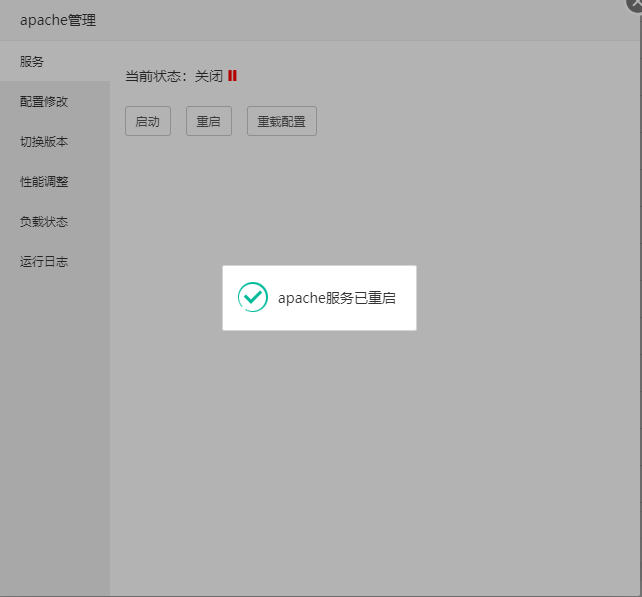 apache管理
服务
配置修改
切换版本
性能调整
负载状态
运行日志
当前状态：关闭
启动 重启 重载配置
apache服务已重启